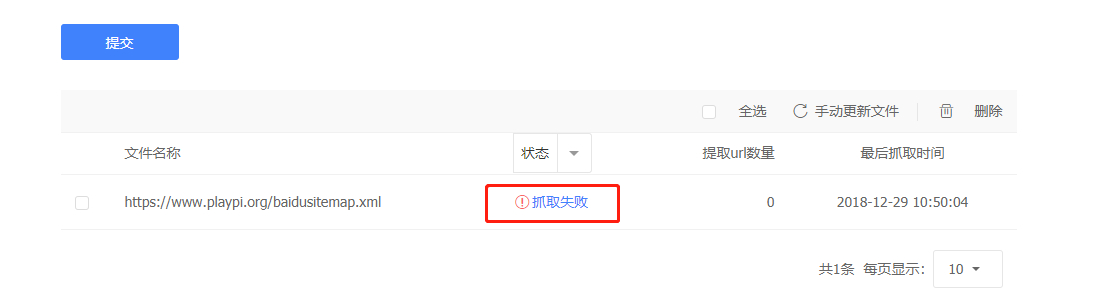 提交
全选 手动更新文件 删除
文件名称 状态 提取url数量 最后抓取时间
https://www.playpi.org/baidusitemap.xml 抓取失败 0 2018-12-29 10:50:04
共1条 每页显示: 10